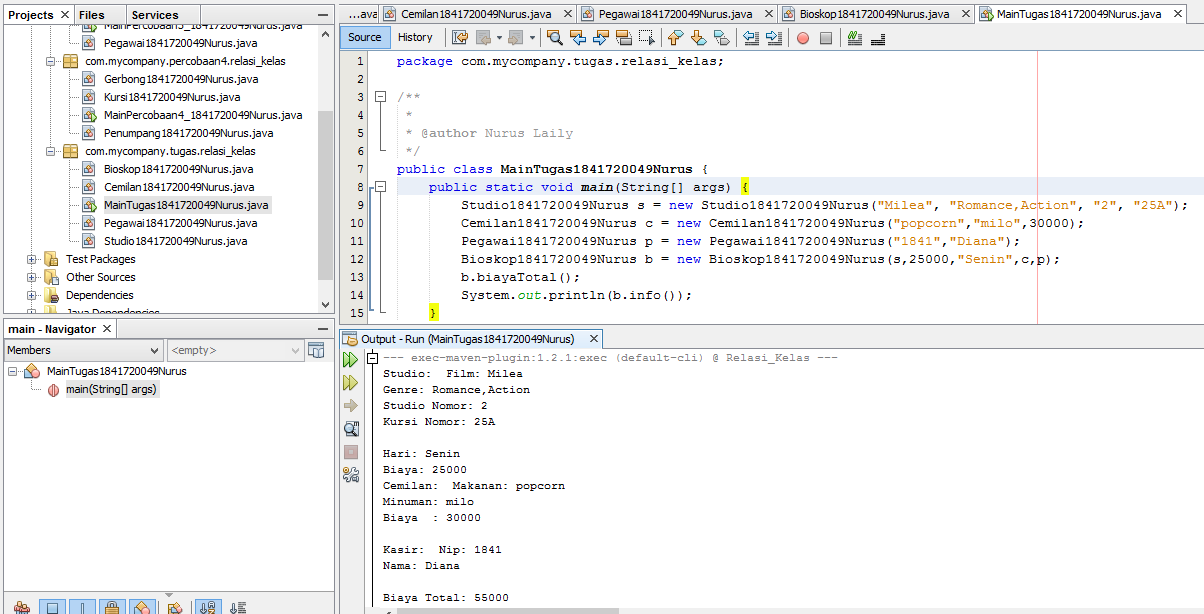 Projects
Files
Services
MainPercobaan3_1841720049Nurus.java
Pegawai1841720049Nurus.java
com.mycompany.percobaan4.relasi_kelas
Gerbong1841720049Nurus.java
Kursi1841720049Nurus.java
MainPercobaan4_1841720049Nurus.java
Penumpang1841720049Nurus.java
com.mycompany.tugas.relasi_kelas
Bioskop1841720049Nurus.java
Cemilan1841720049Nurus.java
MainTugas1841720049Nurus.java
Pegawai1841720049Nurus.java
Studio1841720049Nurus.java
Test Packages
Other Sources
Dependencies
Java Dependencies
main - Navigator
Members
<empty>
MainTugas1841720049Nurus
main(String[] args)
...ava
Cemilan1841720049Nurus.java
Pegawai1841720049Nurus.java
Bioskop1841720049Nurus.java
MainTugas1841720049Nurus.java
Source
History
1 package com.mycompany.tugas.relasi_kelas;
2
3 /**
4 *
5 * @author Nurus Laily
6 */
7 public class MainTugas1841720049Nurus {
8 public static void main(String[] args) {
9 Studio1841720049Nurus s = new Studio1841720049Nurus("Milea", "Romance,Action", "2", "25A");
10 Cemilan1841720049Nurus c = new Cemilan1841720049Nurus("popcorn","milo",30000);
11 Pegawai1841720049Nurus p = new Pegawai1841720049Nurus("1841","Diana");
12 Bioskop1841720049Nurus b = new Bioskop1841720049Nurus(s,25000,"Senin",c,p);
13 b.biayaTotal();
14 System.out.println(b.info());
15 }
Output - Run (MainTugas1841720049Nurus)
--- exec-maven-plugin:1.2.1:exec (default-cli) @ Relasi_Kelas ---
Studio:  Film: Milea
Genre: Romance,Action
Studio Nomor: 2
Kursi Nomor: 25A
Hari: Senin
Biaya: 25000
Cemilan:  Makanan: popcorn
Minuman: milo
Biaya  : 30000
Kasir:  Nip: 1841
Nama: Diana
Biaya Total: 55000